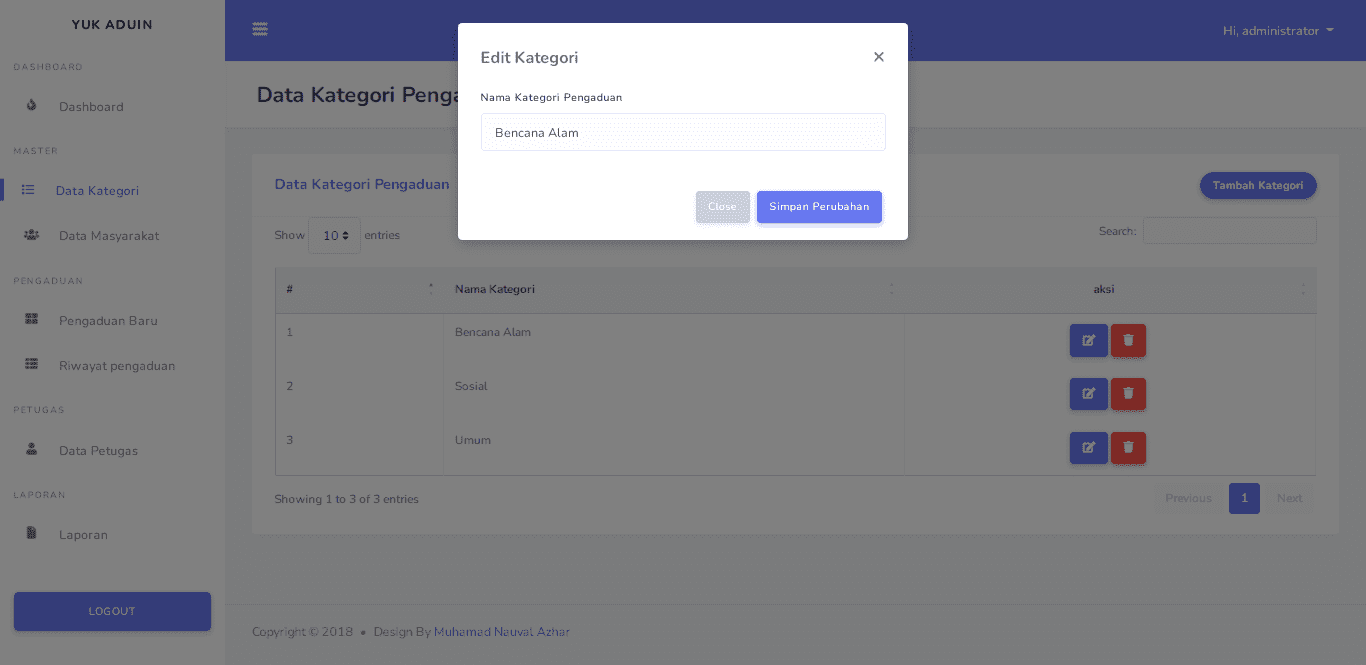 YUK ADUIN
Hi, administrator
DASHBOARD
Dashboard
MASTER
Data Kategori
Data Masyarakat
PENGADUAN
Pengaduan Baru
Riwayat pengaduan
PETUGAS
Data Petugas
LAPORAN
Laporan
LOGOUT
Data Kategori Penga
Edit Kategori
×
Nama Kategori Pengaduan
Bencana Alam
Close
Simpan Perubahan
Data Kategori Pengaduan
Tambah Kategori
Show 10 entries
Search:
# Nama Kategori aksi
1 Bencana Alam
2 Sosial
3 Umum
Showing 1 to 3 of 3 entries
Previous 1 Next
Copyright © 2018 • Design By Muhamad Nauval Azhar